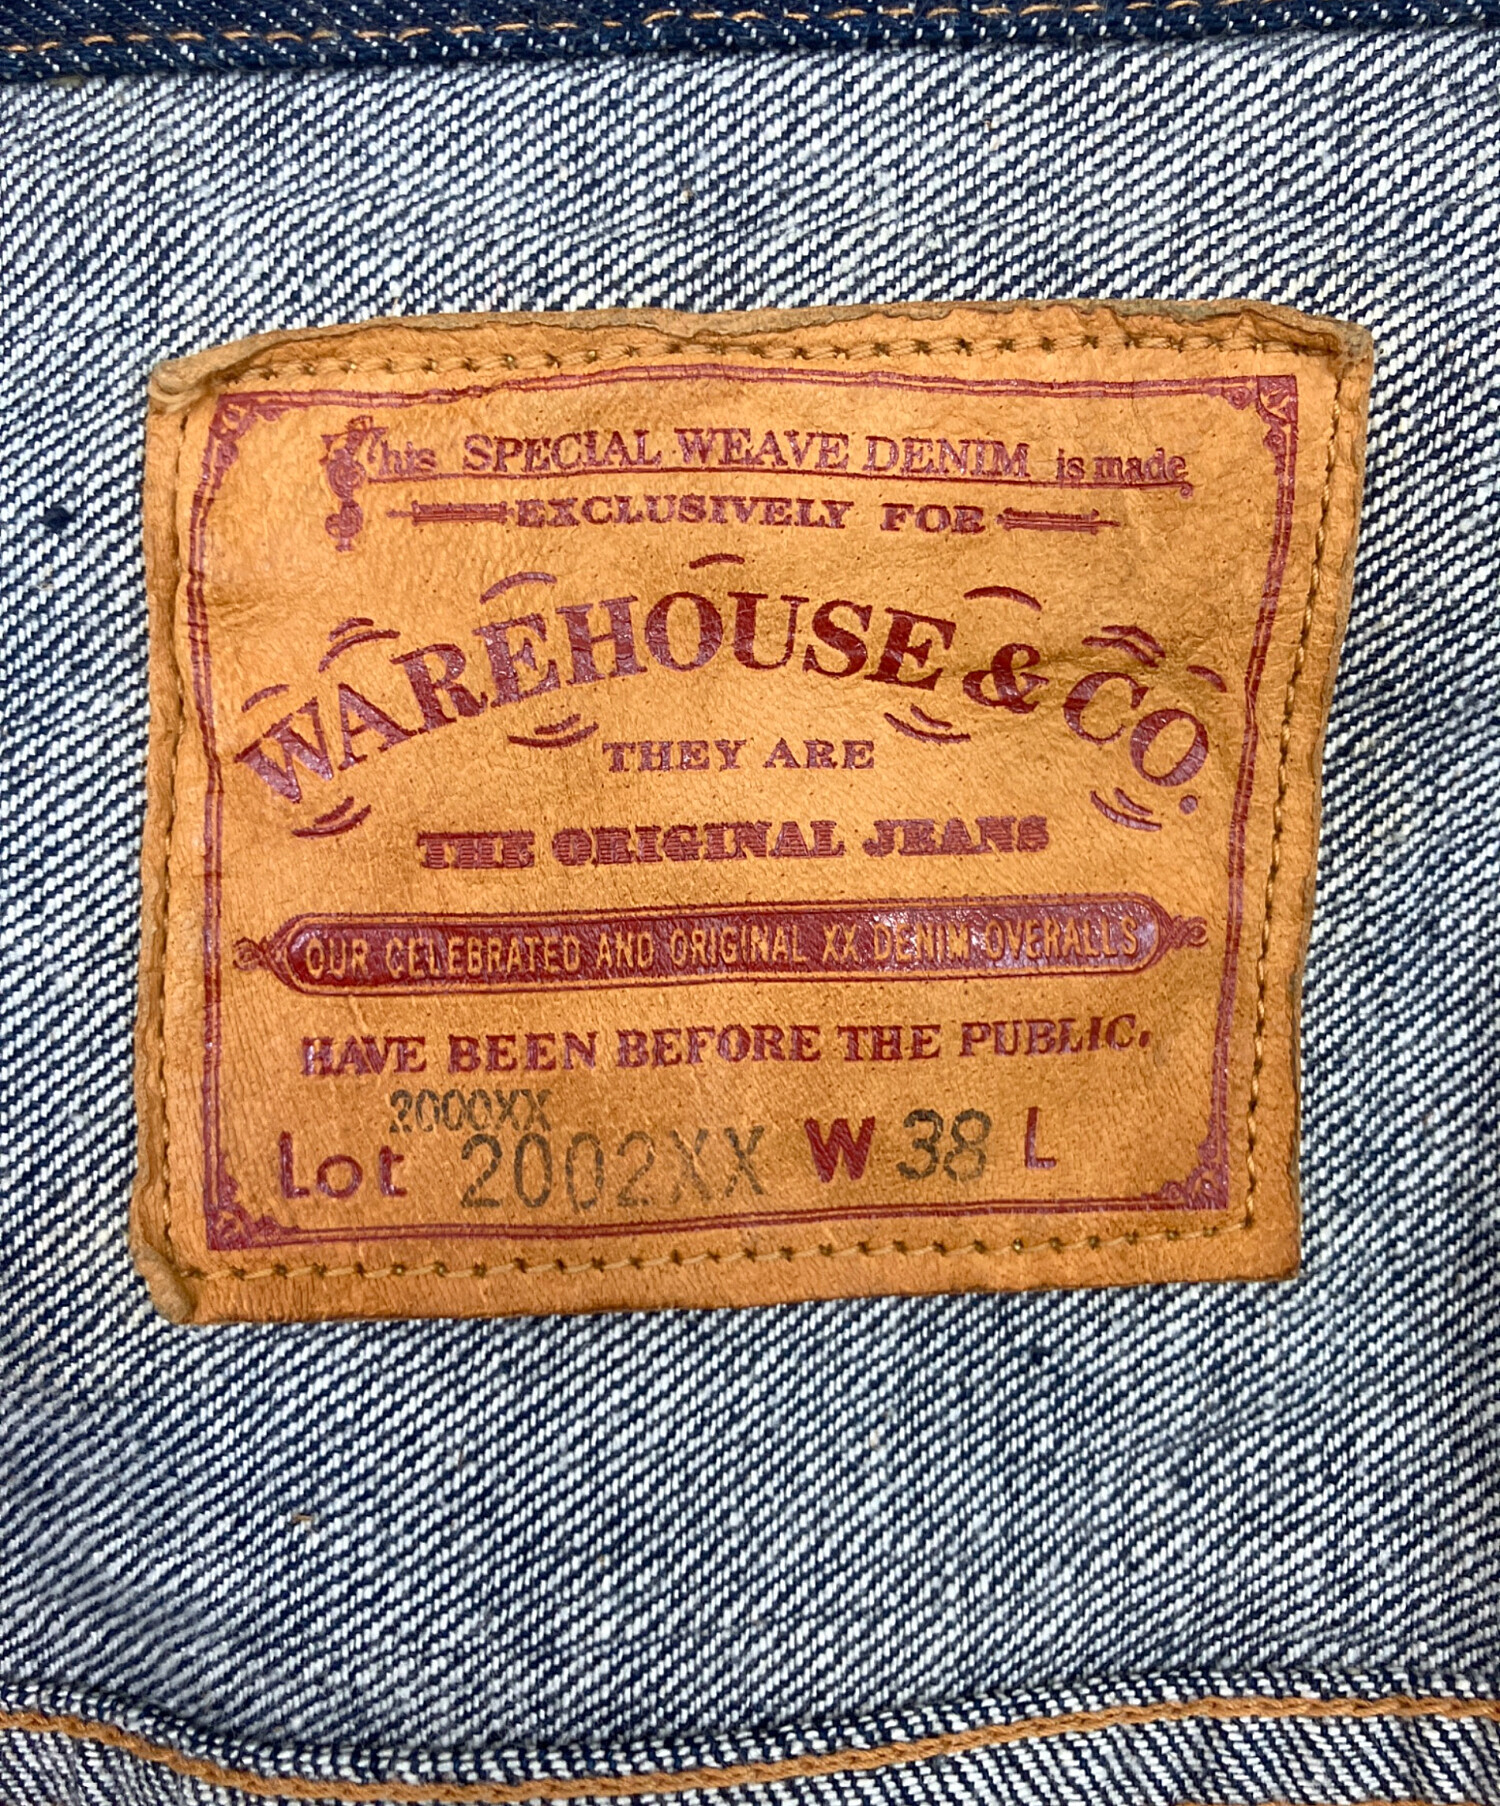 This SPECIAL WEAVE DENIM is made
EXCLUSIVELY FOR
WAREHOUSE & CO.
THEY ARE
THE ORIGINAL JEANS
OUR CELEBRATED AND ORIGINAL XX DENIM OVERALLS
HAVE BEEN BEFORE THE PUBLIC.
2000XX
Lot 2002XX W 38 L